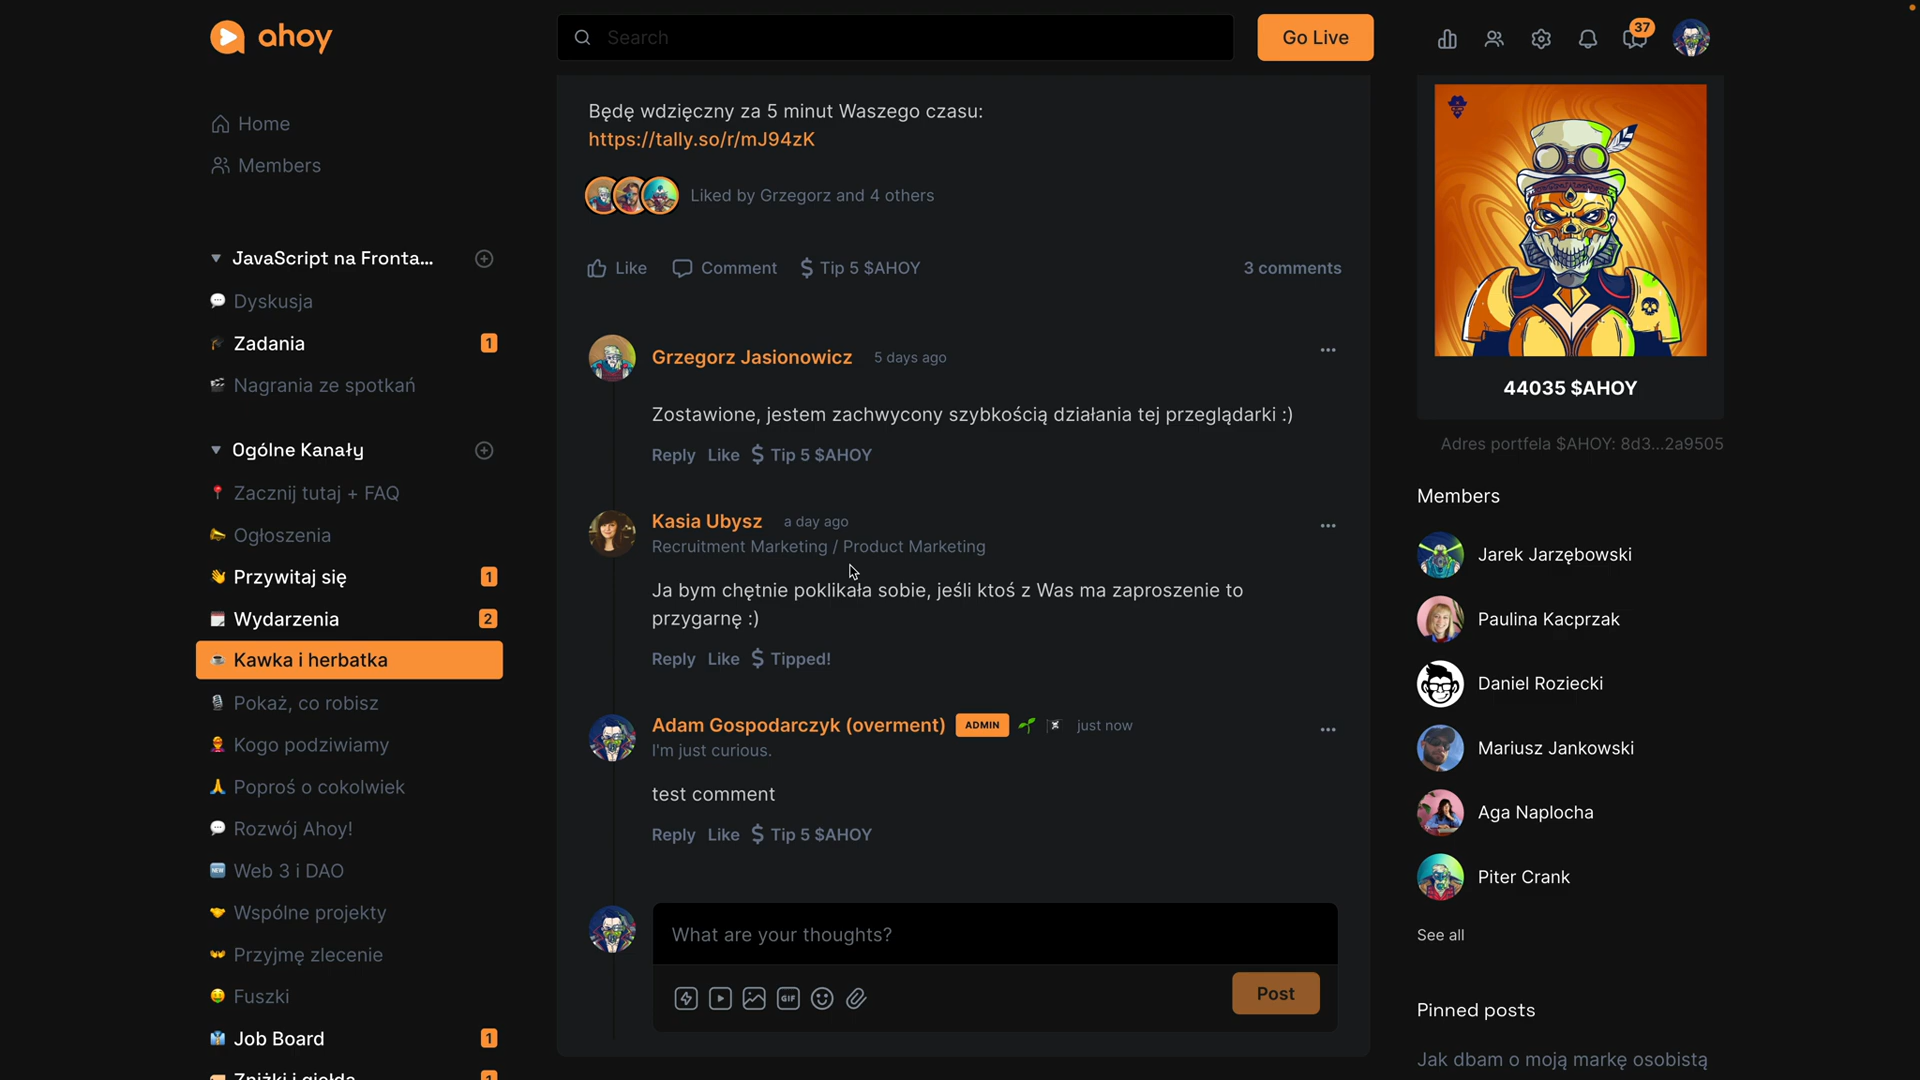 ahoy
Search
Go Live
37
Home
Members
JavaScript na Fronta...
Dyskusja
Zadania
1
Nagrania ze spotkań
Ogólne Kanały
Zacznij tutaj + FAQ
Ogłoszenia
Przywitaj się
1
Wydarzenia
2
Kawka i herbatka
Pokaż, co robisz
Kogo podziwiamy
Poproś o cokolwiek
Rozwój Ahoy!
Web 3 i DAO
Wspólne projekty
Przyjmę zlecenie
Fuszki
Job Board
1
Zniżki i giełda
1
Będę wdzięczny za 5 minut Waszego czasu:
https://tally.so/r/mJ94zK
Liked by Grzegorz and 4 others
Like
Comment
$ Tip 5 $AHOY
3 comments
Grzegorz Jasionowicz
5 days ago
Zostawione, jestem zachwycony szybkością działania tej przeglądarki :)
Reply Like $ Tip 5 $AHOY
Kasia Ubysz
a day ago
Recruitment Marketing / Product Marketing
Ja bym chętnie poklikała sobie, jeśli ktoś z Was ma zaproszenie to
przygarnę :)
Reply Like $ Tipped!
Adam Gospodarczyk (overment)
ADMIN
just now
I'm just curious.
test comment
Reply Like $ Tip 5 $AHOY
What are your thoughts?
GIF
Post
44035 $AHOY
Adres portfela $AHOY: 8d3...2a9505
Members
Jarek Jarzębowski
Paulina Kacprzak
Daniel Roziecki
Mariusz Jankowski
Aga Naplocha
Piter Crank
See all
Pinned posts
Jak dbam o moją markę osobistą